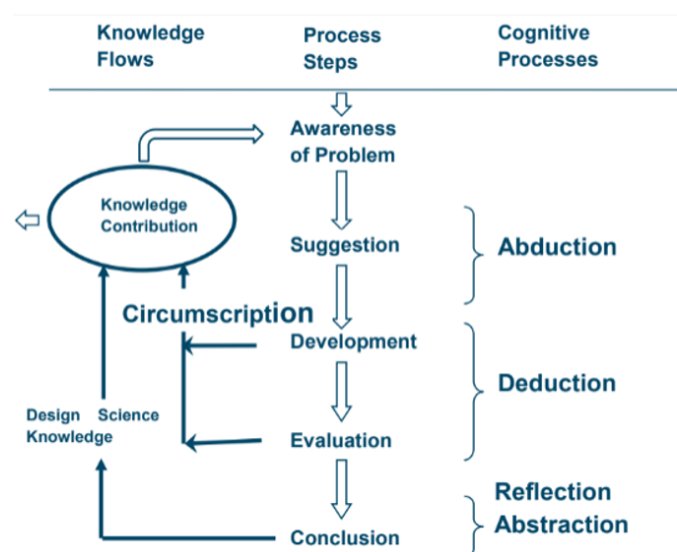 Knowledge Flows
Process Steps
Cognitive Processes
Awareness of Problem
Knowledge Contribution
Suggestion
Abduction
Circumscription
Development
Deduction
Design Science Knowledge
Evaluation
Reflection
Abstraction
Conclusion